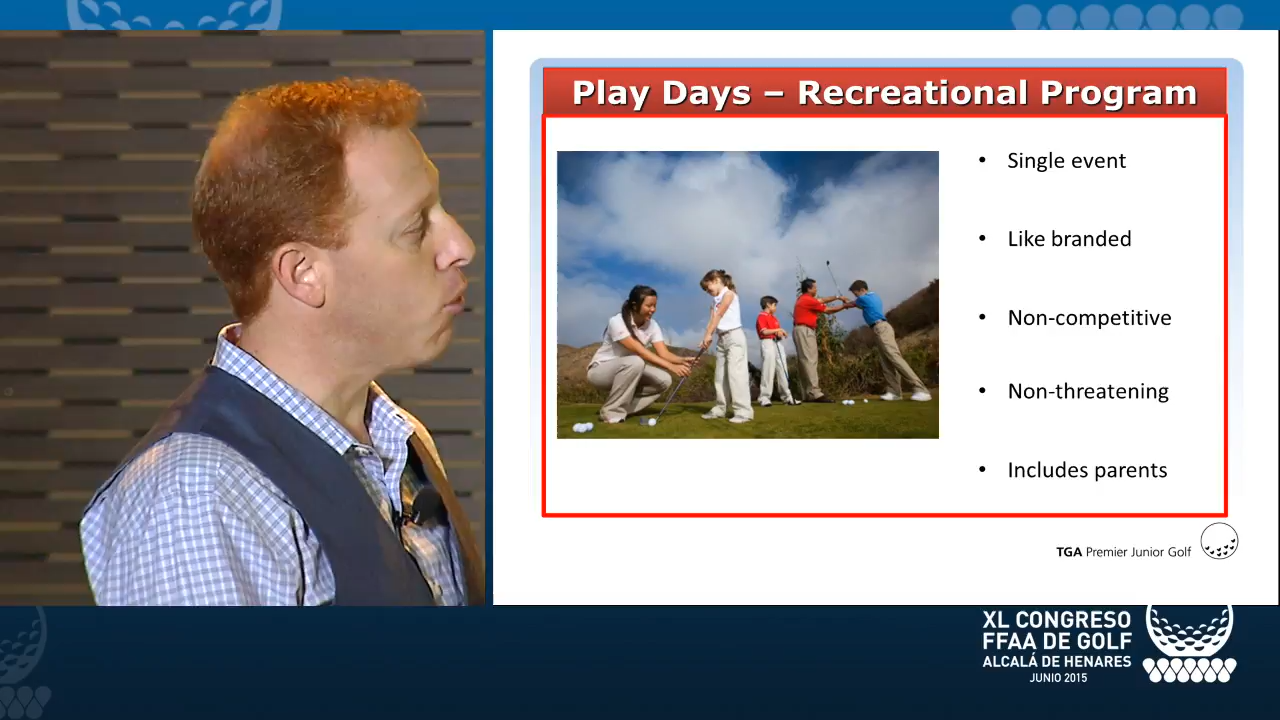 Play Days – Recreational Program
• Single event
• Like branded
• Non-competitive
• Non-threatening
• Includes parents
TGA Premier Junior Golf
XL CONGRESO
FFAA DE GOLF
ALCALÁ DE HENARES
JUNIO 2015